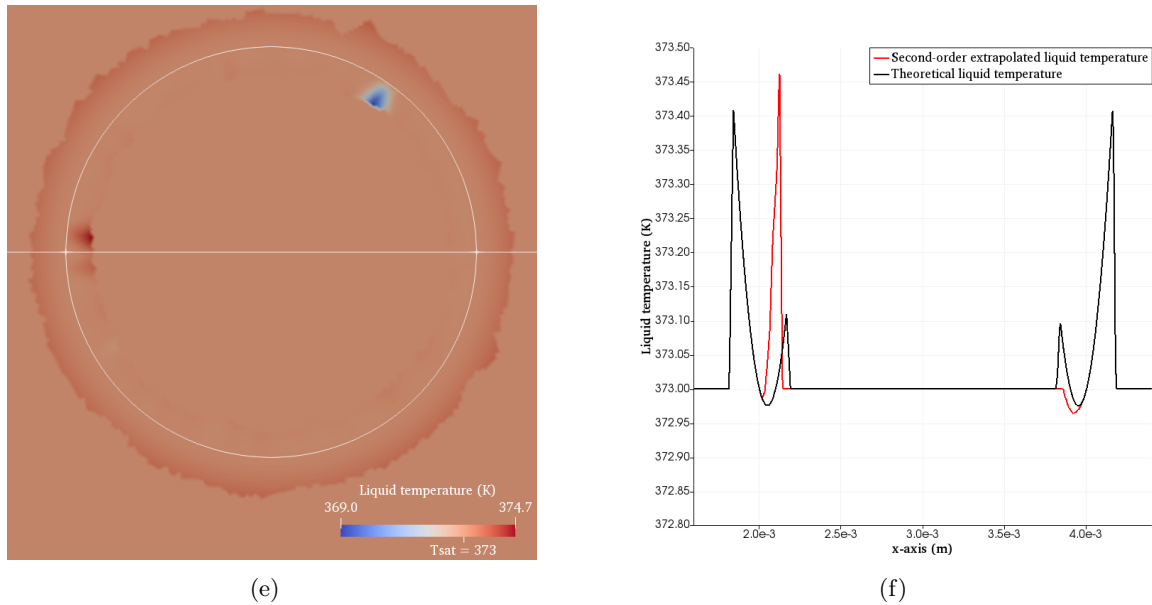 Liquid temperature (K)
369.0 374.7
Tsat = 373
(e)
Second-order extrapolated liquid temperature
Theoretical liquid temperature
Liquid temperature (K)
373.50
373.45
373.40
373.35
373.30
373.25
373.20
373.15
373.10
373.05
373.00
372.95
372.90
372.85
372.80
2.0e-3 2.5e-3 3.0e-3 3.5e-3 4.0e-3
x-axis (m)
(f)